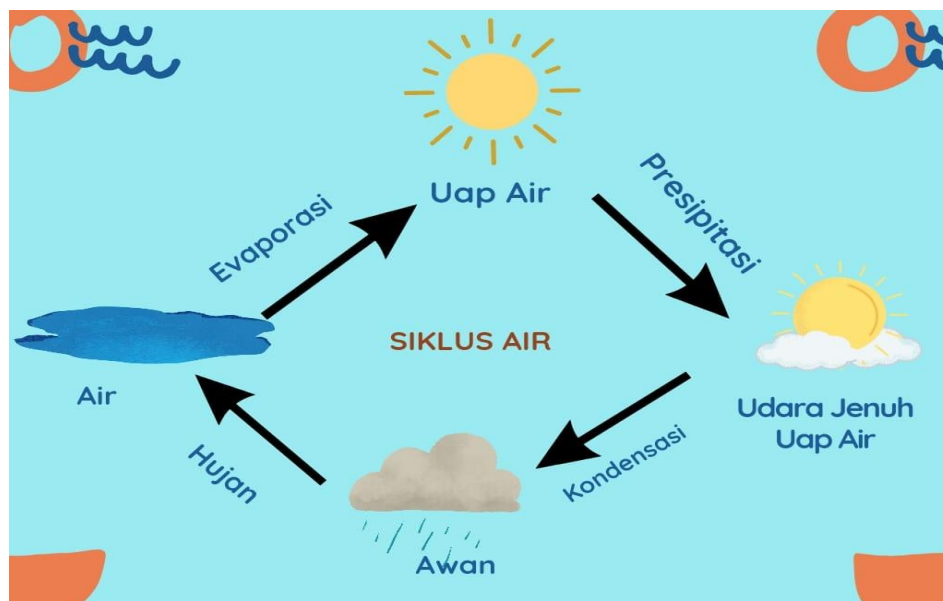 Uap Air
Evaporasi
Presipitasi
SIKLUS AIR
Air
Udara Jenuh
Uap Air
Kondensasi
Hujan
Awan